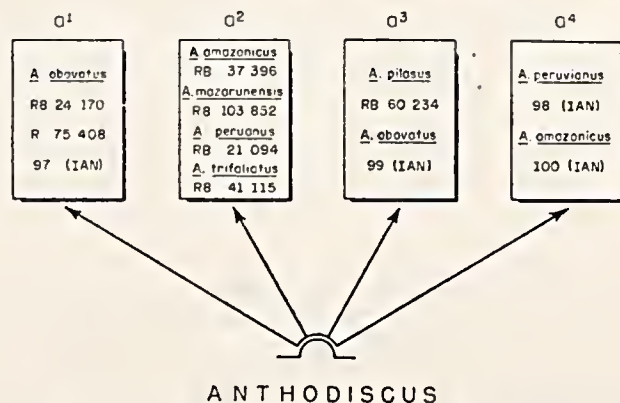 a1 a2 a3 a4
A obovatus
RB 24 170
R 75 408
97 (IAN)
A amazonicus
RB 37 396
A. mazarunensis
RB 103 852
A peruanus
RB 21 094
A. trifoliatus
RB 41 115
A. pilosus
RB 60 234
A. obovatus
99 (IAN)
A. peruvianus
98 (IAN)
A. amazonicus
100 (IAN)
ANTHODISCUS